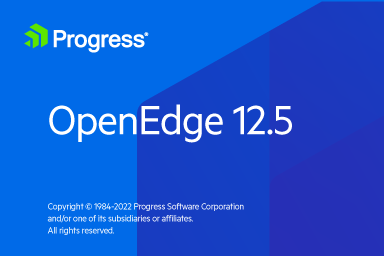 Progress®
OpenEdge 12.5
Copyright © 1984-2022 Progress Software Corporation
and/or one of its subsidiaries or affiliates.
All rights reserved.